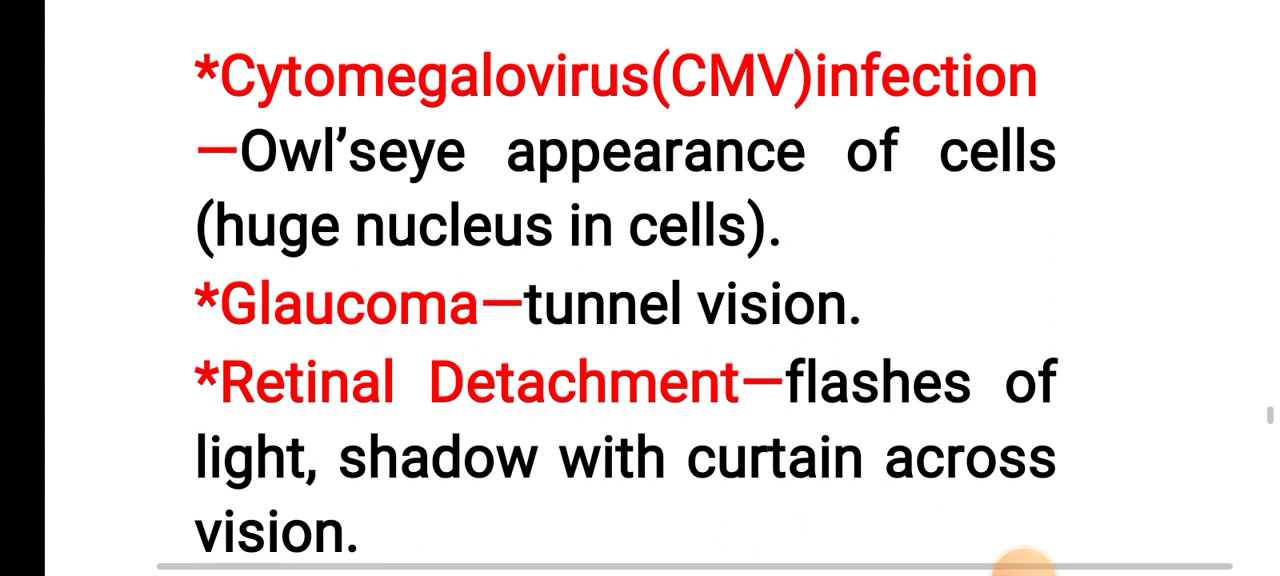 *Cytomegalovirus(CMV)infection
—Owl’seye appearance of cells
(huge nucleus in cells).
*Glaucoma—tunnel vision.
*Retinal Detachment—flashes of
light, shadow with curtain across
vision.